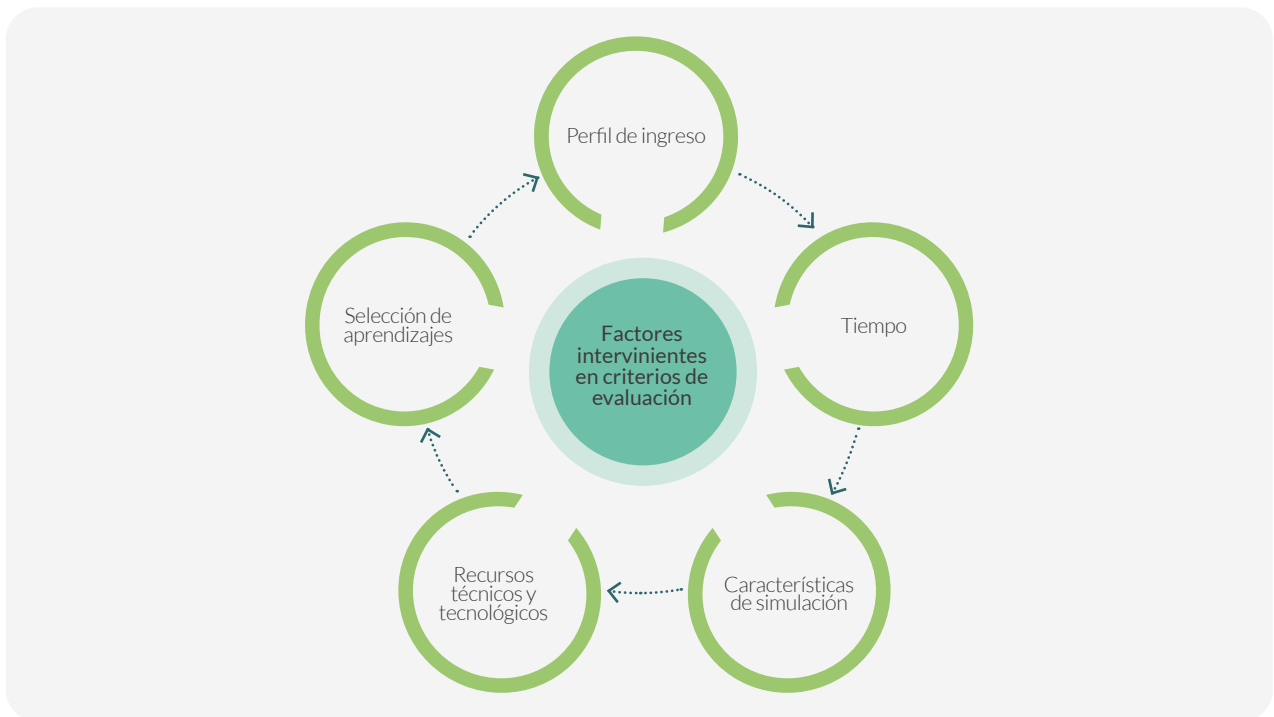 Perfil de ingreso
Tiempo
Características
de simulación
Recursos
técnicos y
tecnológicos
Selección de
aprendizajes
Factores
intervinientes
en criterios de
evaluación